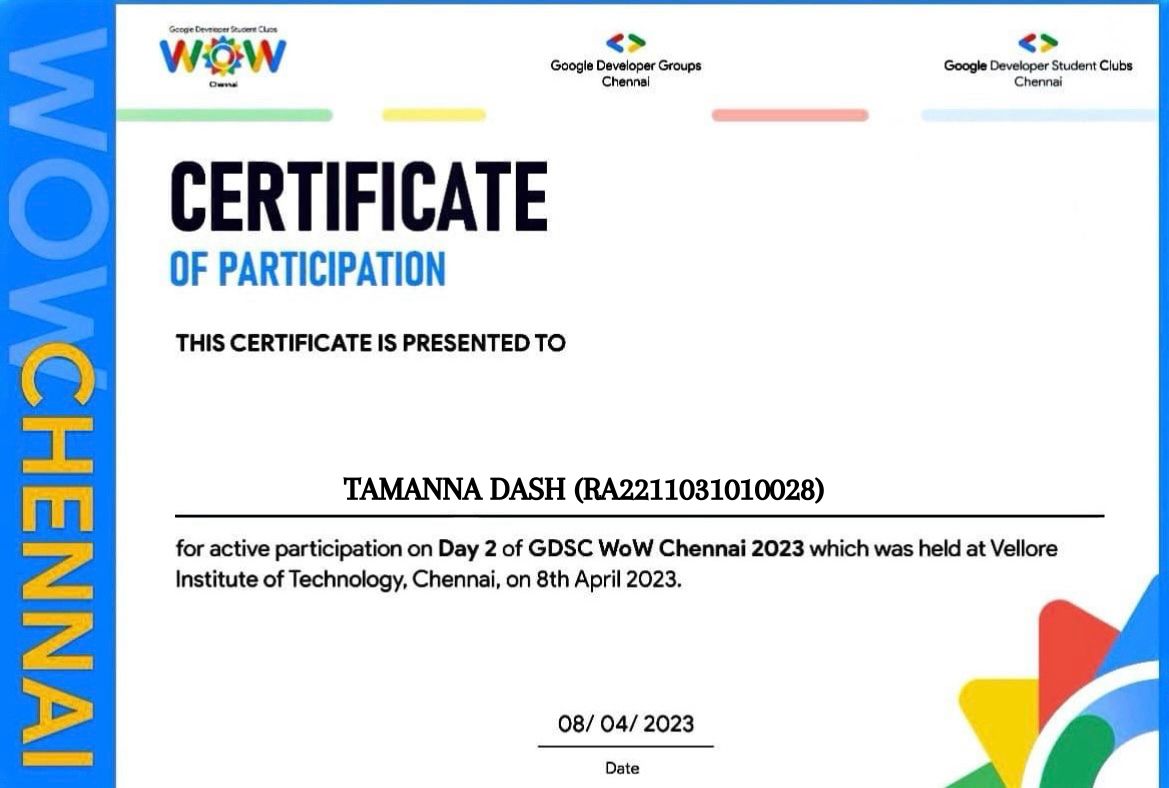 Google Developer Student Clubs
WOW
Chennai
Google Developer Groups
Chennai
Google Developer Student Clubs
Chennai
WOW
CHENNAI
CERTIFICATE
OF PARTICIPATION
THIS CERTIFICATE IS PRESENTED TO
TAMANNA DASH (RA2211031010028)
for active participation on Day 2 of GDSC WoW Chennai 2023 which was held at Vellore
Institute of Technology, Chennai, on 8th April 2023.
08/ 04/ 2023
Date